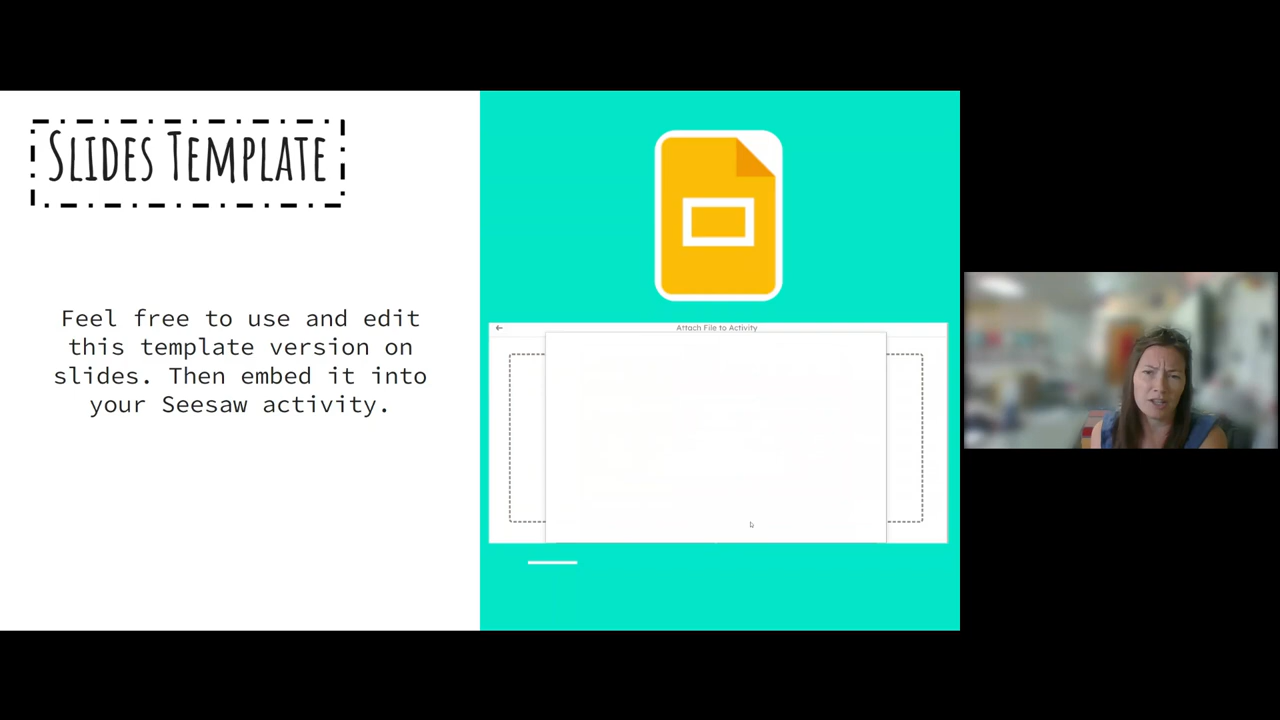 SLIDES TEMPLATE
Feel free to use and edit
this template version on
slides. Then embed it into
your Seesaw activity.
Attach File to Activity